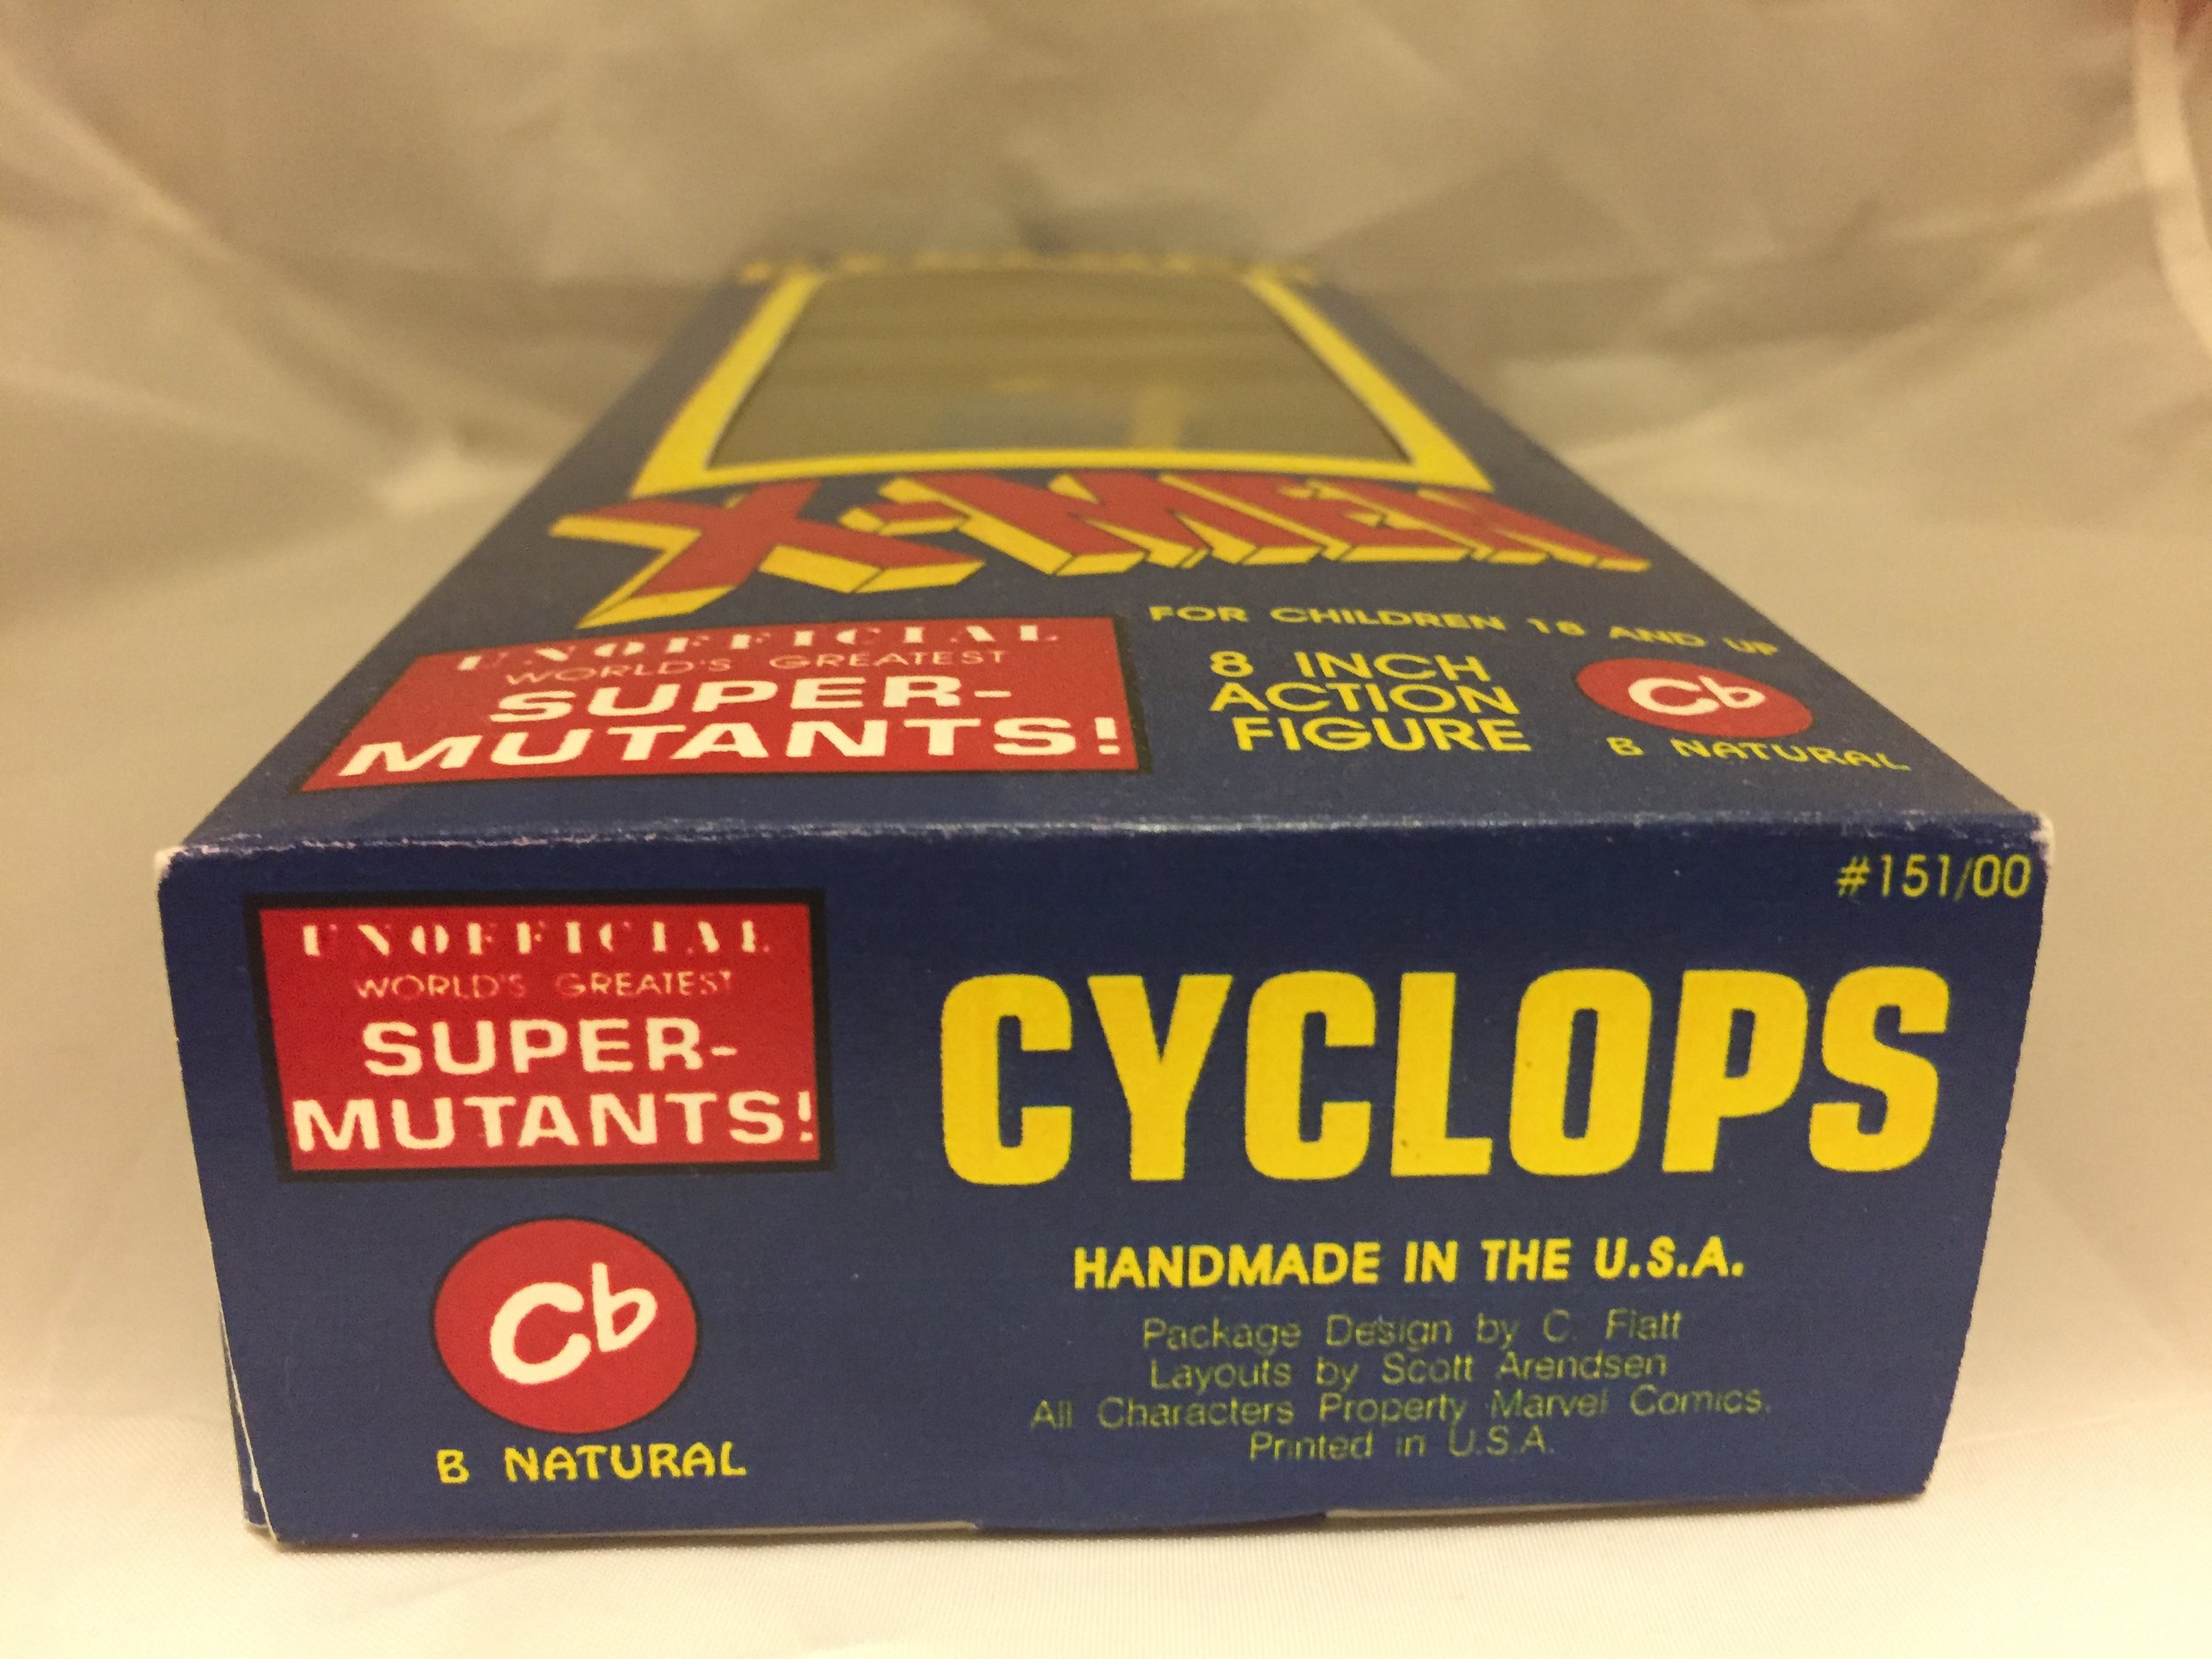 X-MEN
UNOFFICIAL
WORLD'S GREATEST
SUPER-
MUTANTS!
FOR CHILDREN 18 AND UP
8 INCH
ACTION
FIGURE
Cb
B NATURAL
#151/00
UNOFFICIAL
WORLD'S GREATEST
SUPER-
MUTANTS!
Cb
B NATURAL
CYCLOPS
HANDMADE IN THE U.S.A.
Package Design by C. Flatt
Layouts by Scott Arendsen
All Characters Property Marvel Comics.
Printed in U.S.A.